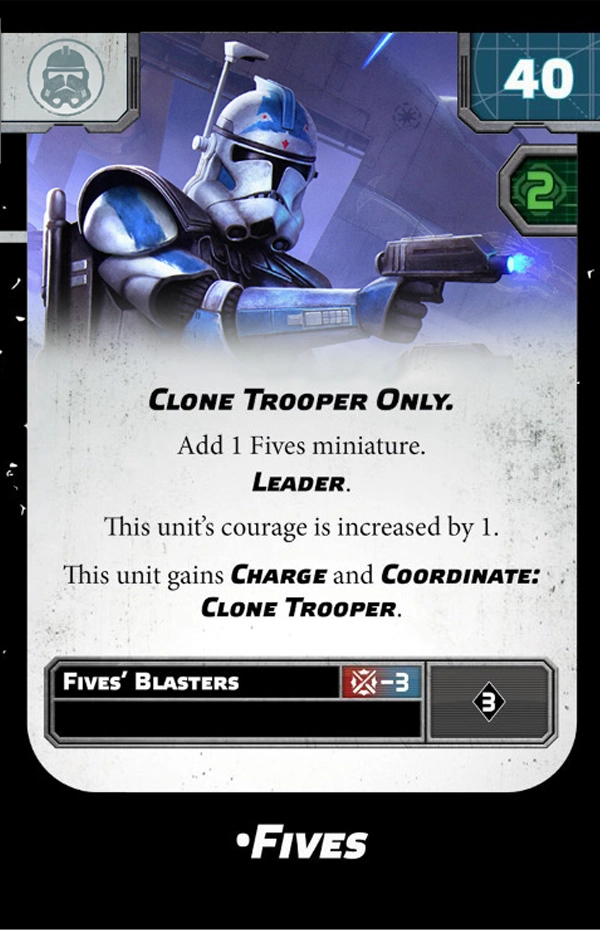 40
2
Clone Trooper Only.
Add 1 Fives miniature.
Leader.
This unit's courage is increased by 1.
This unit gains Charge and Coordinate:
Clone Trooper.
Fives' Blasters
-3
3
•Fives